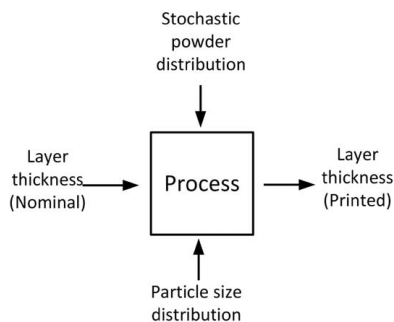 Stochastic
powder
distribution
Layer
thickness
(Nominal)
Process
Layer
thickness
(Printed)
Particle size
distribution